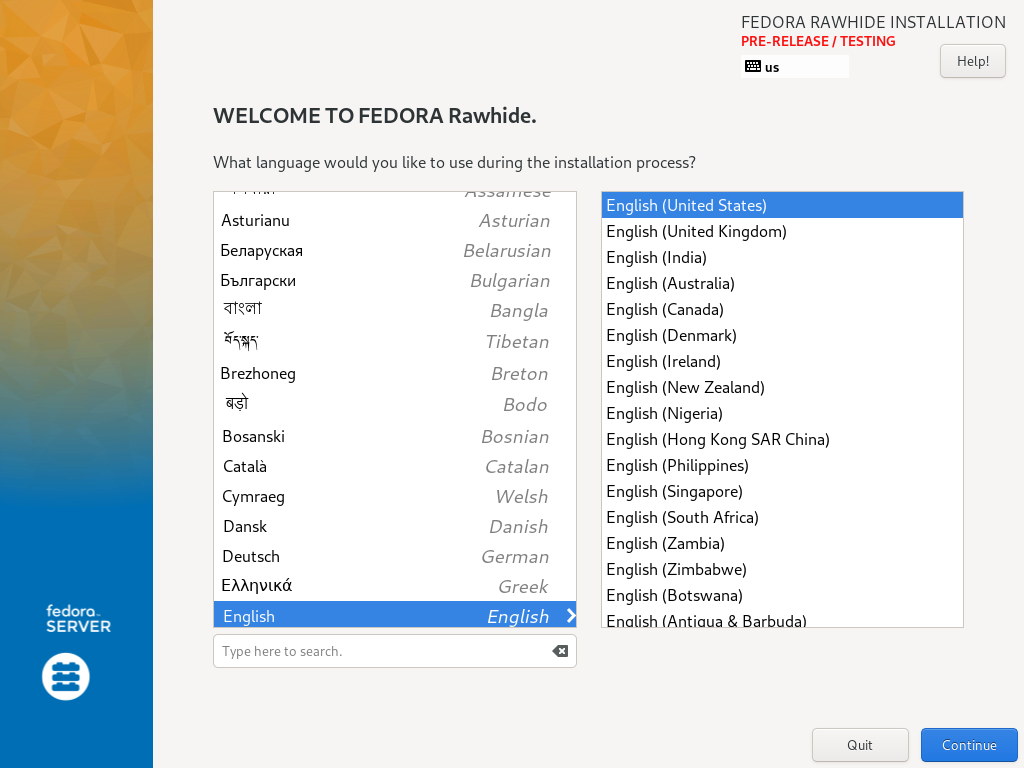 FEDORA RAWHIDE INSTALLATION
PRE-RELEASE / TESTING
us
Help!
WELCOME TO FEDORA Rawhide.
What language would you like to use during the installation process?
Assamese
Asturianu Asturian
Беларуская Belarusian
Български Bulgarian
বাংলা Bangla
བོད་སྐད་ Tibetan
Brezhoneg Breton
बड़ो Bodo
Bosanski Bosnian
Català Catalan
Cymraeg Welsh
Dansk Danish
Deutsch German
Ελληνικά Greek
English English
Type here to search.
English (United States)
English (United Kingdom)
English (India)
English (Australia)
English (Canada)
English (Denmark)
English (Ireland)
English (New Zealand)
English (Nigeria)
English (Hong Kong SAR China)
English (Philippines)
English (Singapore)
English (South Africa)
English (Zambia)
English (Zimbabwe)
English (Botswana)
English (Antigua & Barbuda)
fedora
SERVER
Quit
Continue